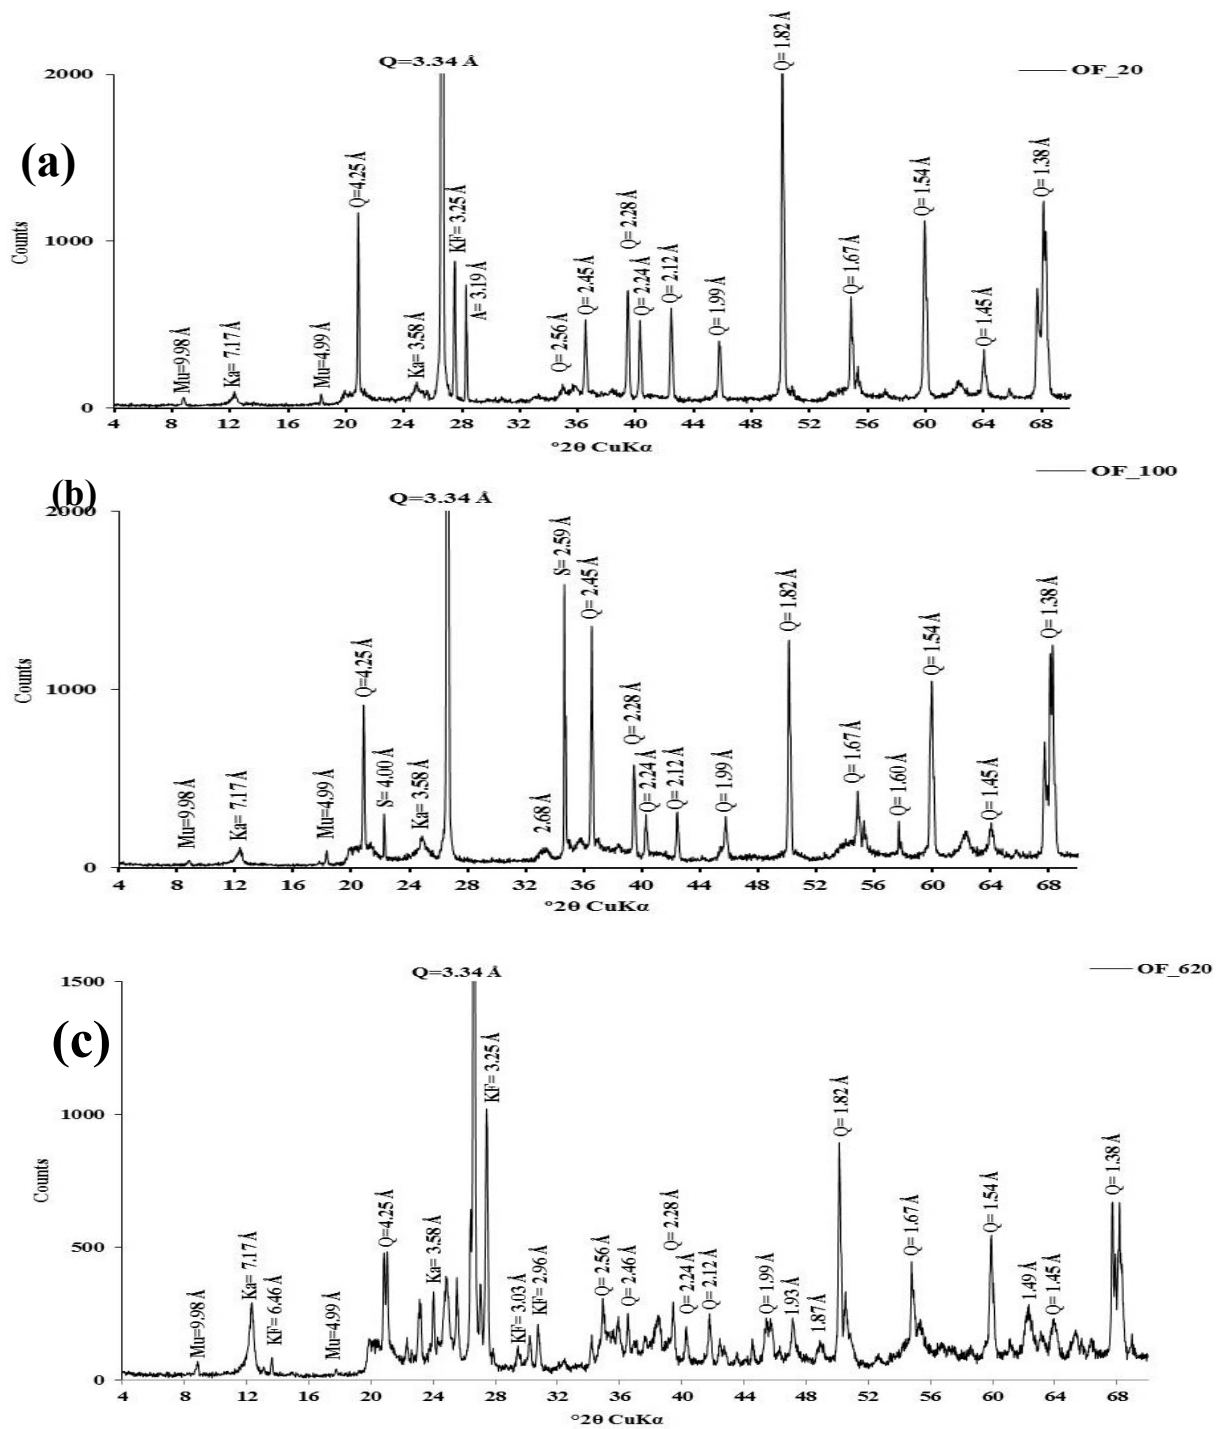 Q= 1.82 Å
Q=3.34 Å
OF_20
2000
(a)
Q=4.25 Å
KF= 3.25 Å
A= 3.19 Å
Q= 2.28 Å
Q= 2.45 Å
Q= 2.24 Å
Q= 2.12 Å
Q= 1.99 Å
Q= 1.67Å
Q= 1.54 Å
Q= 1.45 Å
Q= 1.38 Å
Counts
1000
Mu=9.98 Å
Ka= 7.17 Å
Mu=4.99 Å
Ka= 3.58 Å
Q= 2.56 Å
0
4 8 12 16 20 24 28 32 36 40 44 48 52 56 60 64 68
°2θ CuKα
OF_100
(b)
Q=3.34 Å
2000
S= 2.59 Å
Q= 2.45 Å
Q= 1.82Å
Q= 1.54 Å
Q= 1.38 Å
Q=4.25 Å
Q= 2.28 Å
Counts
1000
Mu=9.98 Å
Ka= 7.17 Å
Mu=4.99 Å
S= 4.00 Å
Ka= 3.58 Å
2.68 Å
Q= 2.24 Å
Q= 2.12 Å
Q= 1.99 Å
Q= 1.67Å
Q= 1.60 Å
Q= 1.45 Å
0
4 8 12 16 20 24 28 32 36 40 44 48 52 56 60 64 68
°2θ CuKα
Q=3.34 Å
OF_620
1500
(c)
KF= 3.25 Å
1000
Q= 1.82 Å
Q= 1.38 Å
Counts
Q=4.25 Å
Ka= 3.58 Å
Q= 2.28 Å
Q= 1.67Å
Q= 1.54 Å
500
Mu=9.98 Å
Ka= 7.17 Å
KF= 6.46 Å
Mu=4.99 Å
KF= 3.03 Å
KF= 2.96 Å
Q= 2.56 Å
Q= 2.46 Å
Q= 2.24 Å
Q= 2.12 Å
Q= 1.99 Å
1.93 Å
1.87Å
1.49 Å
Q= 1.45 Å
0
4 8 12 16 20 24 28 32 36 40 44 48 52 56 60 64 68
°2θ CuKα